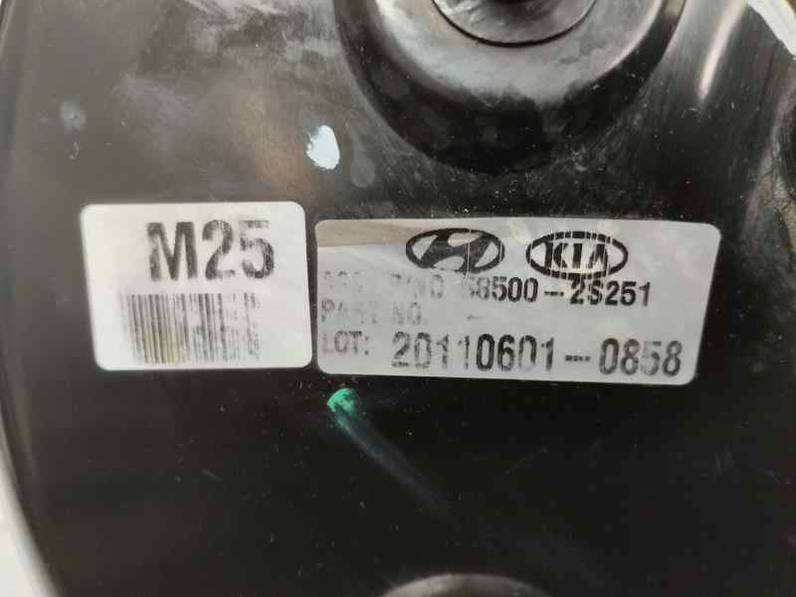 M25
KIA
58500-2S251
PART NO. -
LOT: 20110601-0858